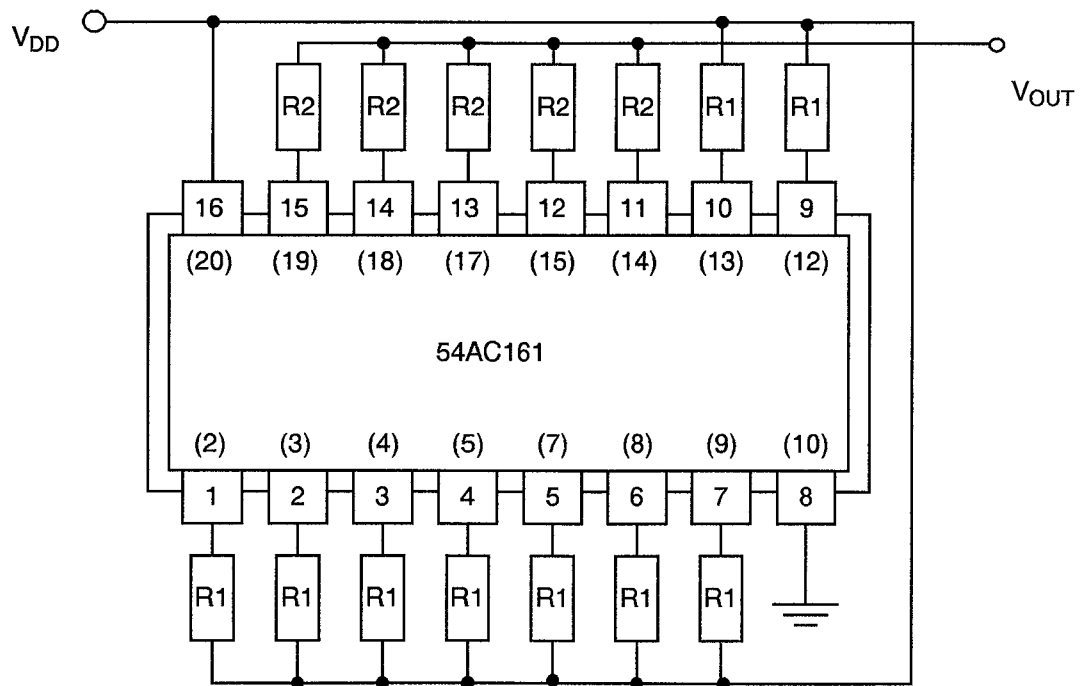 V_DD
R2 R2 R2 R2 R2 R1 R1
V_OUT
16 15 14 13 12 11 10 9
(20) (19) (18) (17) (15) (14) (13) (12)
54AC161
(2) (3) (4) (5) (7) (8) (9) (10)
1 2 3 4 5 6 7 8
R1 R1 R1 R1 R1 R1 R1